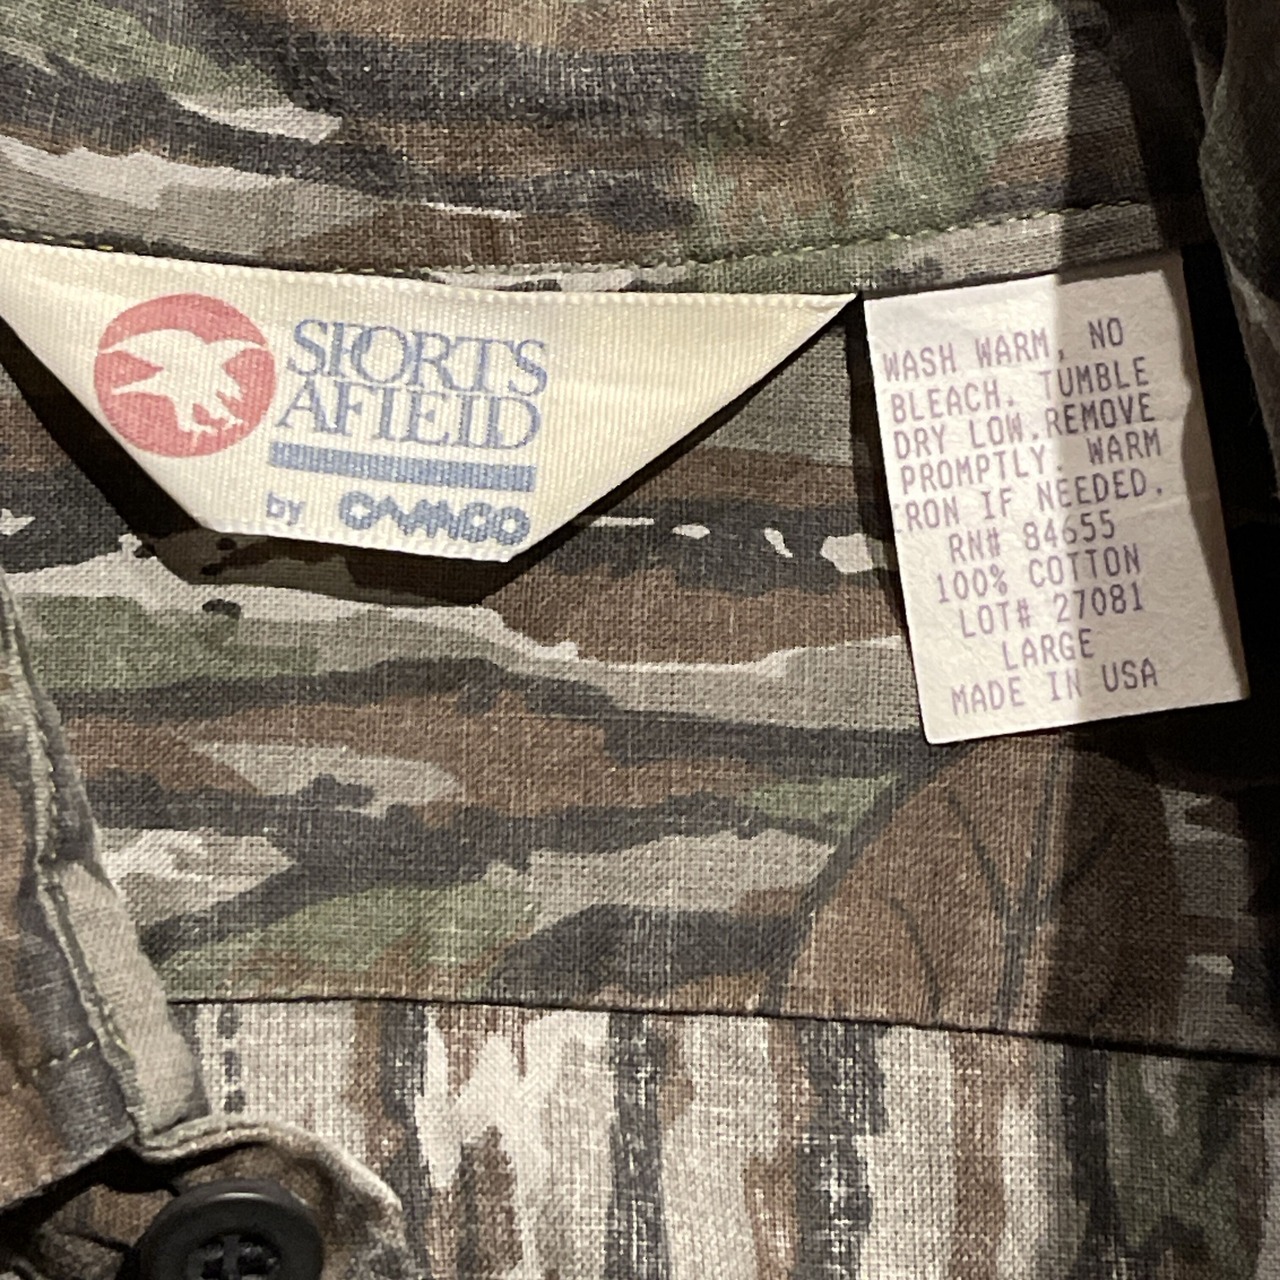 SPORTS
AFIELD
by CAMCO
WASH WARM, NO
BLEACH. TUMBLE
DRY LOW.REMOVE
PROMPTLY. WARM
IRON IF NEEDED.
RN# 84655
100% COTTON
LOT# 27081
LARGE
MADE IN USA